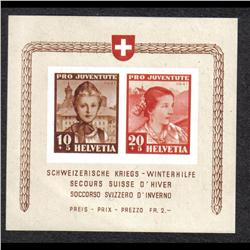 PRO JUVENTUTE
10+5
HELVETIA
PRO JUVENTUTE
1941
20+5
HELVETIA
SCHWEIZERISCHE KRIEGS - WINTERHILFE
SECOURS SUISSE D'HIVER
SOCCORSO SVIZZERO D'INVERNO
PREIS - PRIX - PREZZO FR. 2.-